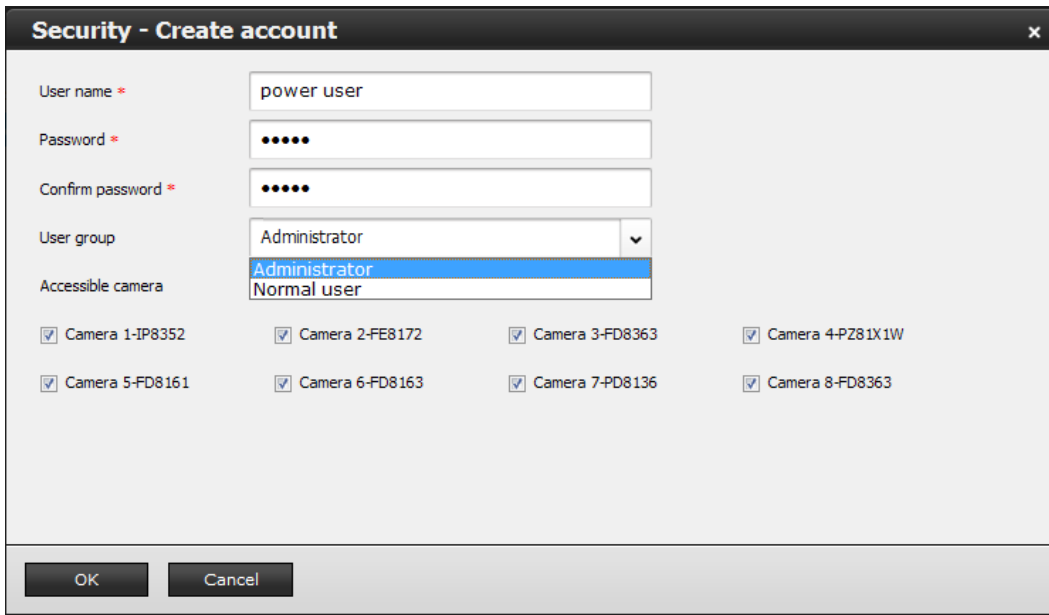 Security - Create account ×
User name * power user
Password * •••••
Confirm password * •••••
User group Administrator
Administrator
Normal user
Accessible camera
Camera 1-IP8352 Camera 2-FE8172 Camera 3-FD8363 Camera 4-PZ81X1W
Camera 5-FD8161 Camera 6-FD8163 Camera 7-PD8136 Camera 8-FD8363
OK Cancel